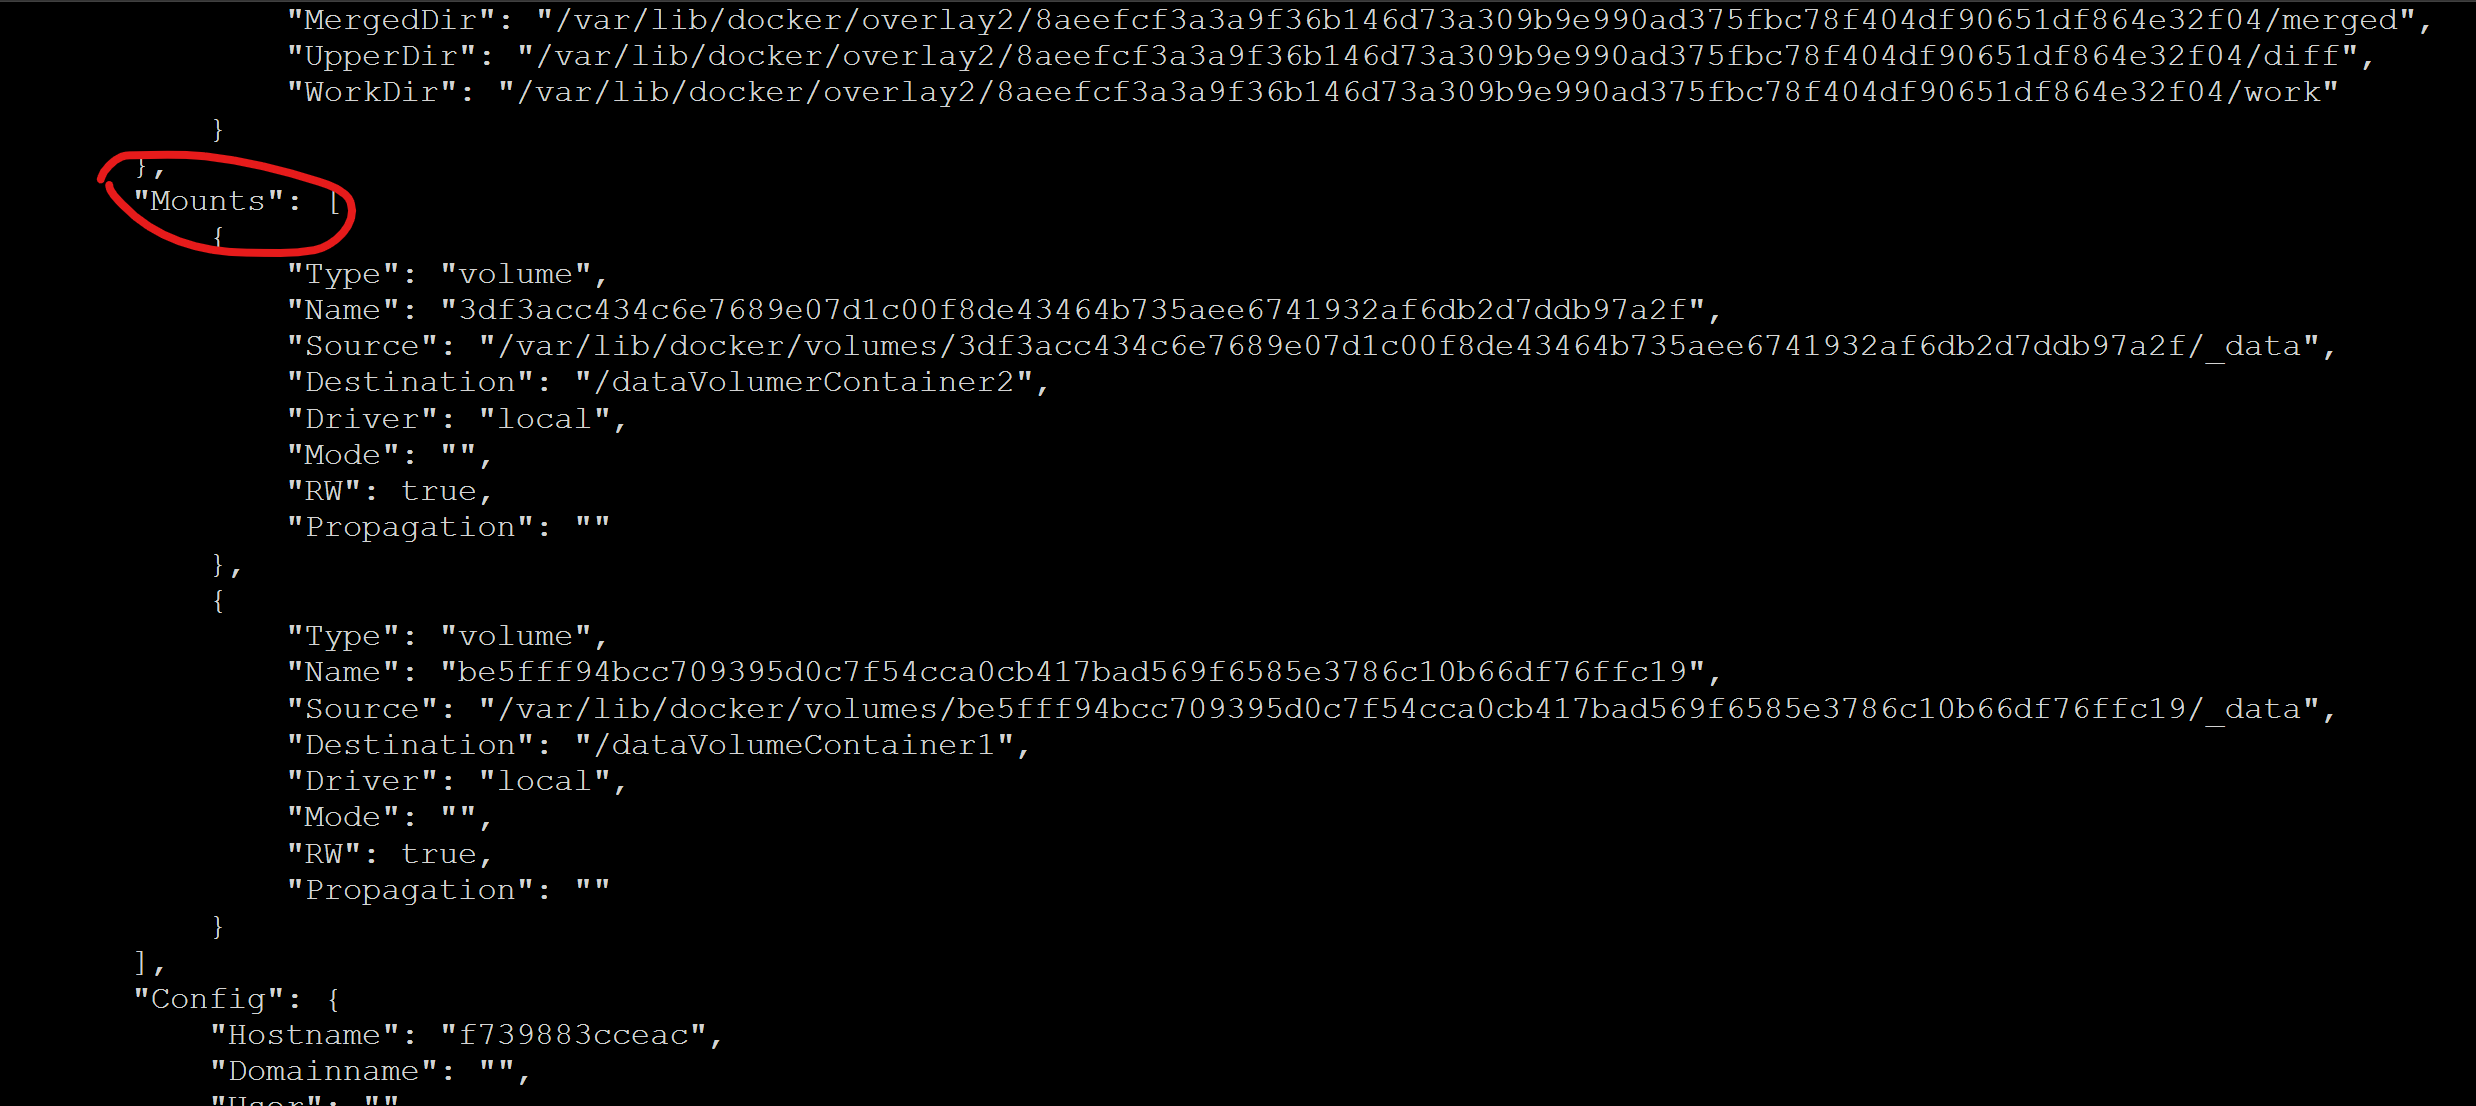 "MergedDir": "/var/lib/docker/overlay2/8aeefcf3a3a9f36b146d73a309b9e990ad375fbc78f404df90651df864e32f04/merged",
"UpperDir": "/var/lib/docker/overlay2/8aeefcf3a3a9f36b146d73a309b9e990ad375fbc78f404df90651df864e32f04/diff",
"WorkDir": "/var/lib/docker/overlay2/8aeefcf3a3a9f36b146d73a309b9e990ad375fbc78f404df90651df864e32f04/work"
}
},
"Mounts": [
{
"Type": "volume",
"Name": "3df3acc434c6e7689e07d1c00f8de43464b735aee6741932af6db2d7ddb97a2f",
"Source": "/var/lib/docker/volumes/3df3acc434c6e7689e07d1c00f8de43464b735aee6741932af6db2d7ddb97a2f/_data",
"Destination": "/dataVolumerContainer2",
"Driver": "local",
"Mode": "",
"RW": true,
"Propagation": ""
},
{
"Type": "volume",
"Name": "be5fff94bcc709395d0c7f54cca0cb417bad569f6585e3786c10b66df76ffc19",
"Source": "/var/lib/docker/volumes/be5fff94bcc709395d0c7f54cca0cb417bad569f6585e3786c10b66df76ffc19/_data",
"Destination": "/dataVolumeContainer1",
"Driver": "local",
"Mode": "",
"RW": true,
"Propagation": ""
}
],
"Config": {
"Hostname": "f739883cceac",
"Domainname": "",
"User": ""